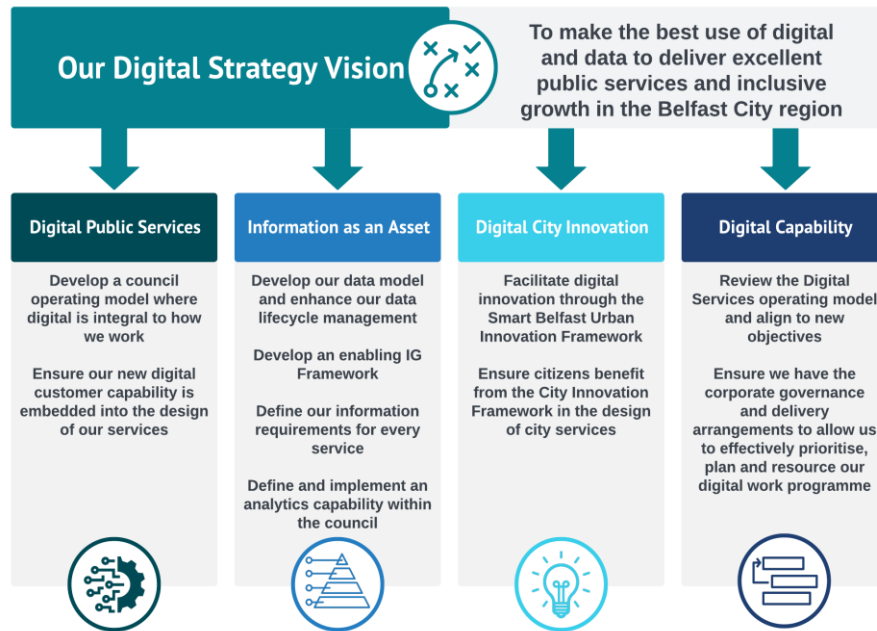 Our Digital Strategy Vision
To make the best use of digital
and data to deliver excellent
public services and inclusive
growth in the Belfast City region
Digital Public Services
Develop a council
operating model where
digital is integral to how
we work
Ensure our new digital
customer capability is
embedded into the design
of our services
Information as an Asset
Develop our data model
and enhance our data
lifecycle management
Develop an enabling IG
Framework
Define our information
requirements for every
service
Define and implement an
analytics capability within
the council
Digital City Innovation
Facilitate digital
innovation through the
Smart Belfast Urban
Innovation Framework
Ensure citizens benefit
from the City Innovation
Framework in the design
of city services
Digital Capability
Review the Digital
Services operating model
and align to new
objectives
Ensure we have the
corporate governance
and delivery
arrangements to allow us
to effectively prioritise,
plan and resource our
digital work programme